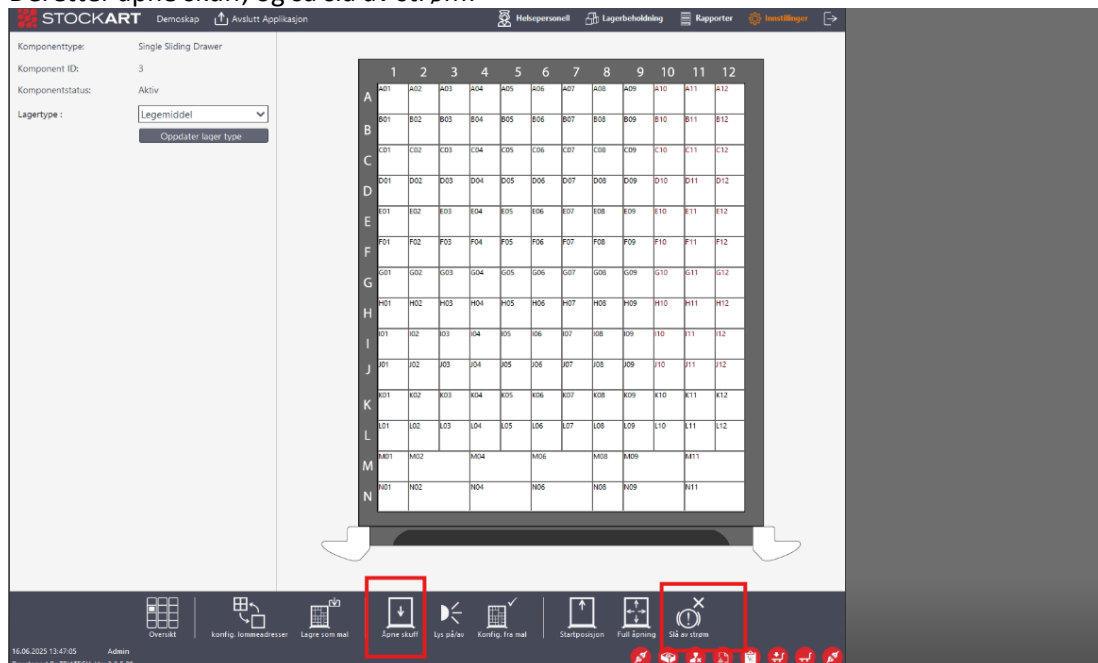 Deretter åpne skuff, og så slå av strøm.
STOCKART Demoskap Avslutt Applikasjon Helsepersonell Lagerbeholdning Rapporter Innstillinger
Komponenttype: Single Sliding Drawer
Komponent ID: 3
Komponentstatus: Aktiv
Lagertype : Legemiddel
Oppdater lager type
1 2 3 4 5 6 7 8 9 10 11 12
A A01 A02 A03 A04 A05 A06 A07 A08 A09 A10 A11 A12
B B01 B02 B03 B04 B05 B06 B07 B08 B09 B10 B11 B12
C C01 C02 C03 C04 C05 C06 C07 C08 C09 C10 C11 C12
D D01 D02 D03 D04 D05 D06 D07 D08 D09 D10 D11 D12
E E01 E02 E03 E04 E05 E06 E07 E08 E09 E10 E11 E12
F F01 F02 F03 F04 F05 F06 F07 F08 F09 F10 F11 F12
G G01 G02 G03 G04 G05 G06 G07 G08 G09 G10 G11 G12
H H01 H02 H03 H04 H05 H06 H07 H08 H09 H10 H11 H12
I I01 I02 I03 I04 I05 I06 I07 I08 I09 I10 I11 I12
J J01 J02 J03 J04 J05 J06 J07 J08 J09 J10 J11 J12
K K01 K02 K03 K04 K05 K06 K07 K08 K09 K10 K11 K12
L L01 L02 L03 L04 L05 L06 L07 L08 L09 L10 L11 L12
M M01 M02 M04 M06 M08 M09 M11
N N01 N02 N04 N06 N08 N09 N11
Oversikt konfig. lommeadresser Lagre som mal Åpne skuff Lys på/av Konfig. fra mal Startposisjon Full åpning Slå av strøm
16.06.2025 13:47:05 Admin